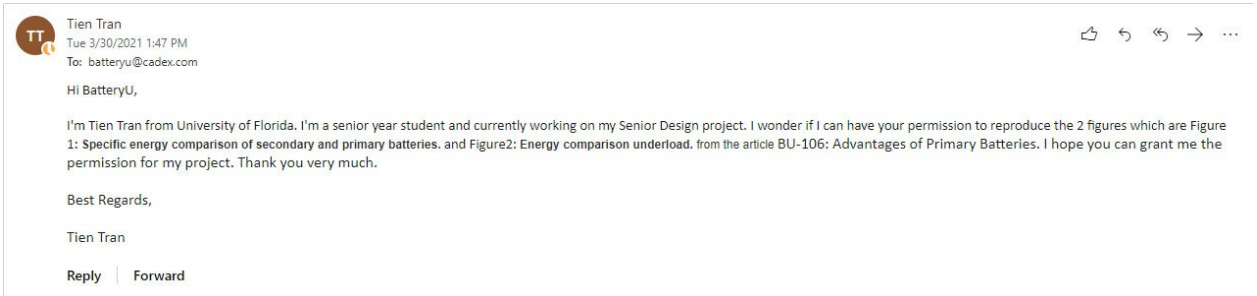 TT
Tien Tran
Tue 3/30/2021 1:47 PM
To: batteryu@cadex.com
Hi BatteryU,
I'm Tien Tran from University of Florida. I'm a senior year student and currently working on my Senior Design project. I wonder if I can have your permission to reproduce the 2 figures which are Figure
1: Specific energy comparison of secondary and primary batteries. and Figure2: Energy comparison underload. from the article BU-106: Advantages of Primary Batteries. I hope you can grant me the
permission for my project. Thank you very much.
Best Regards,
Tien Tran
Reply Forward